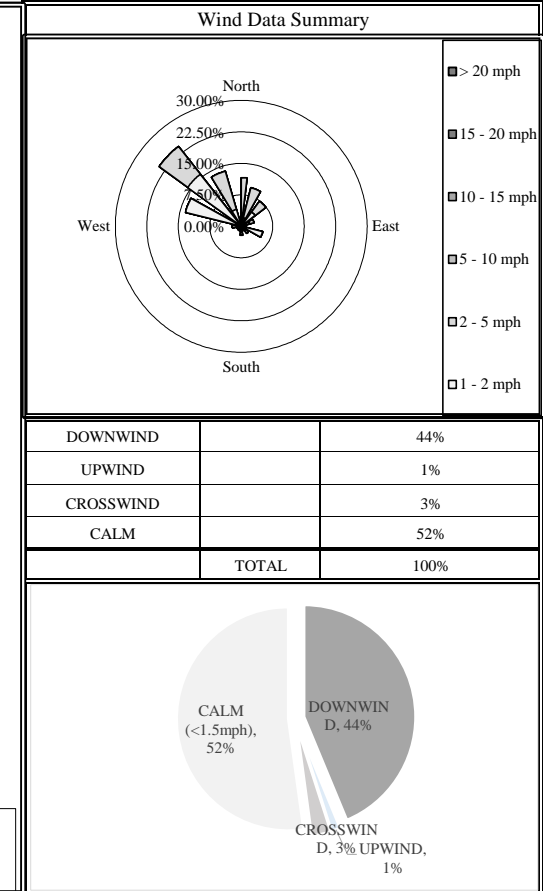 Wind Data Summary
North
30.00%
22.50%
15.00%
7.50%
0.00%
West
East
South
> 20 mph
15 - 20 mph
10 - 15 mph
5 - 10 mph
2 - 5 mph
1 - 2 mph
DOWNWIND 44%
UPWIND 1%
CROSSWIND 3%
CALM 52%
TOTAL 100%
CALM
(<1.5mph),
52%
DOWNWIN
D, 44%
CROSSWIN
D, 3%
UPWIND,
1%